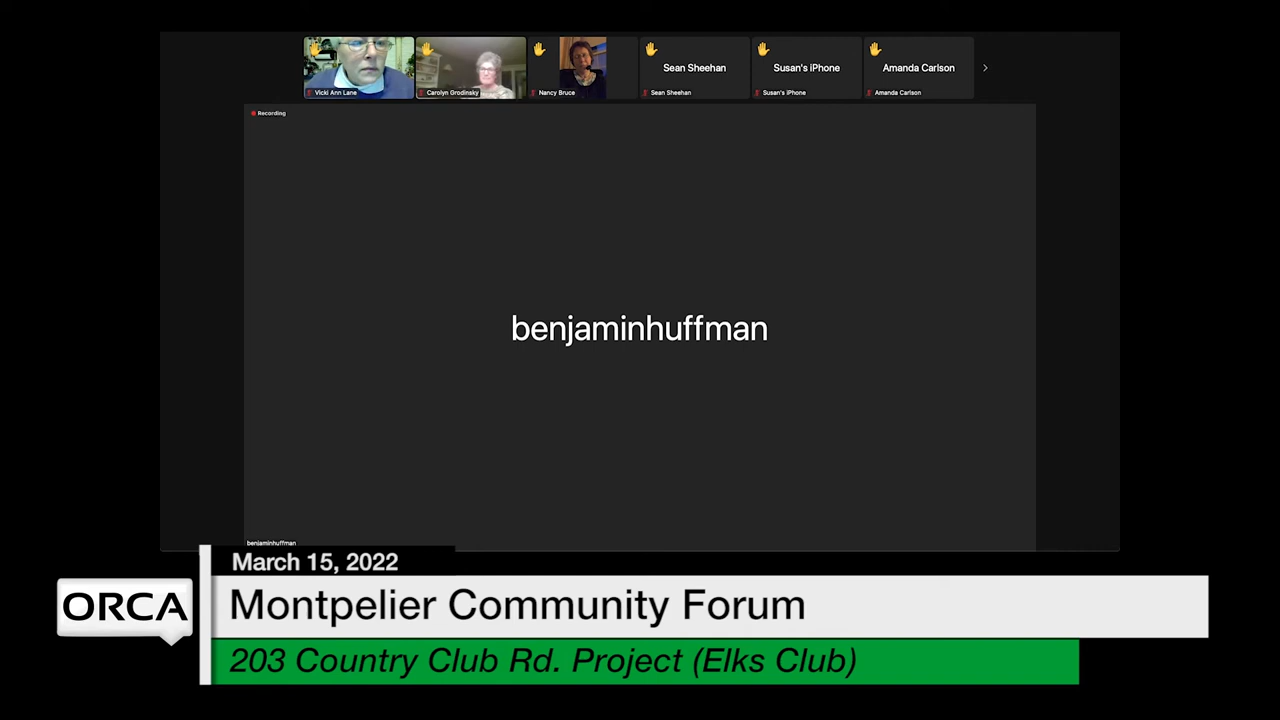 Sean Sheehan
Susan's iPhone
Amanda Carlson
Vicki Ann Lane
Carolyn Grodinsky
Nancy Bruce
Sean Sheehan
Susan's iPhone
Amanda Carlson
Recording
benjaminhuffman
benjaminhuffman
March 15, 2022
ORCA
Montpelier Community Forum
203 Country Club Rd. Project (Elks Club)